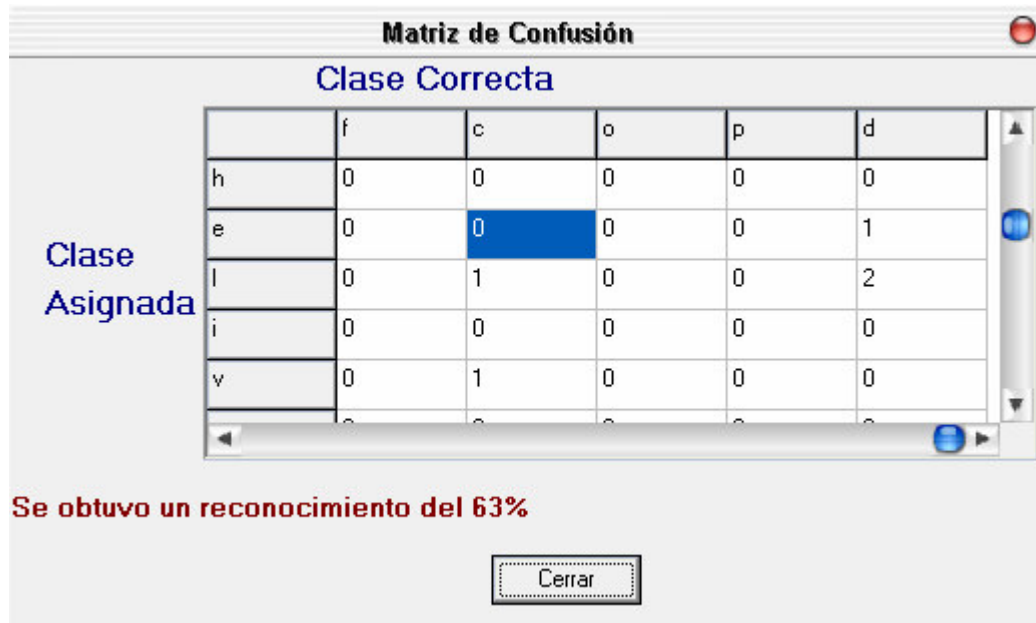 Matriz de Confusión
Clase Correcta
f c o p d
h 0 0 0 0 0
e 0 0 0 0 1
l 0 1 0 0 2
i 0 0 0 0 0
v 0 1 0 0 0
Clase
Asignada
Se obtuvo un reconocimiento del 63%
Cerrar